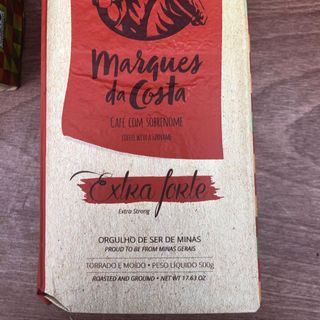 Marques
da Costa
CAFÉ COM SOBRENOME
COFFEE WITH A SURNAME
Extra forte
Extra Strong
ORGULHO DE SER DE MINAS
PROUD TO BE FROM MINAS GERAIS
TORRADO E MOÍDO • PESO LÍQUIDO 500g
ROASTED AND GROUND • NET WT 17.63 OZ